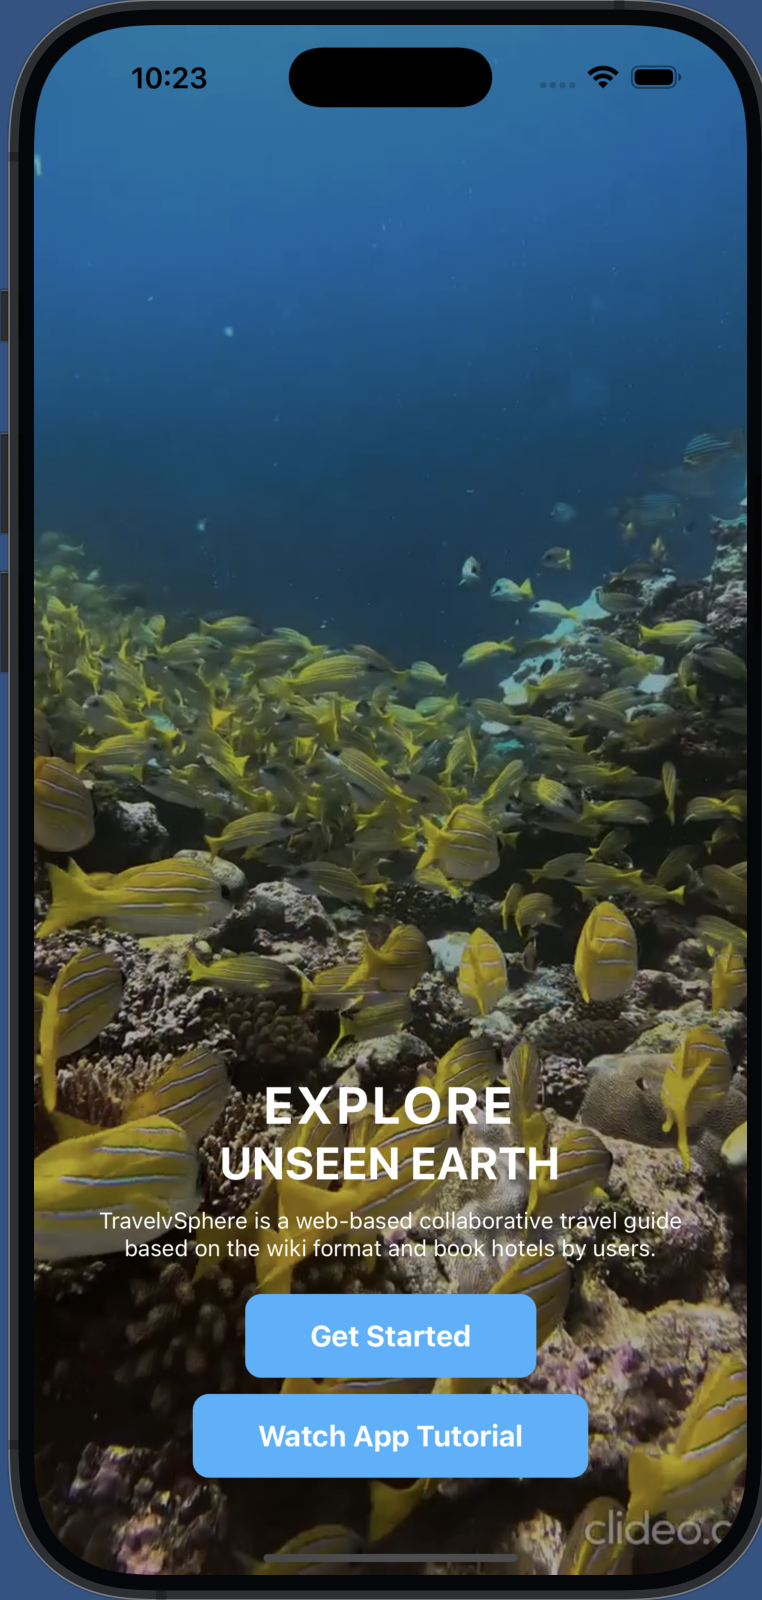 10:23
EXPLORE
UNSEEN EARTH
TravelvSphere is a web-based collaborative travel guide
based on the wiki format and book hotels by users.
Get Started
Watch App Tutorial
clideo.c